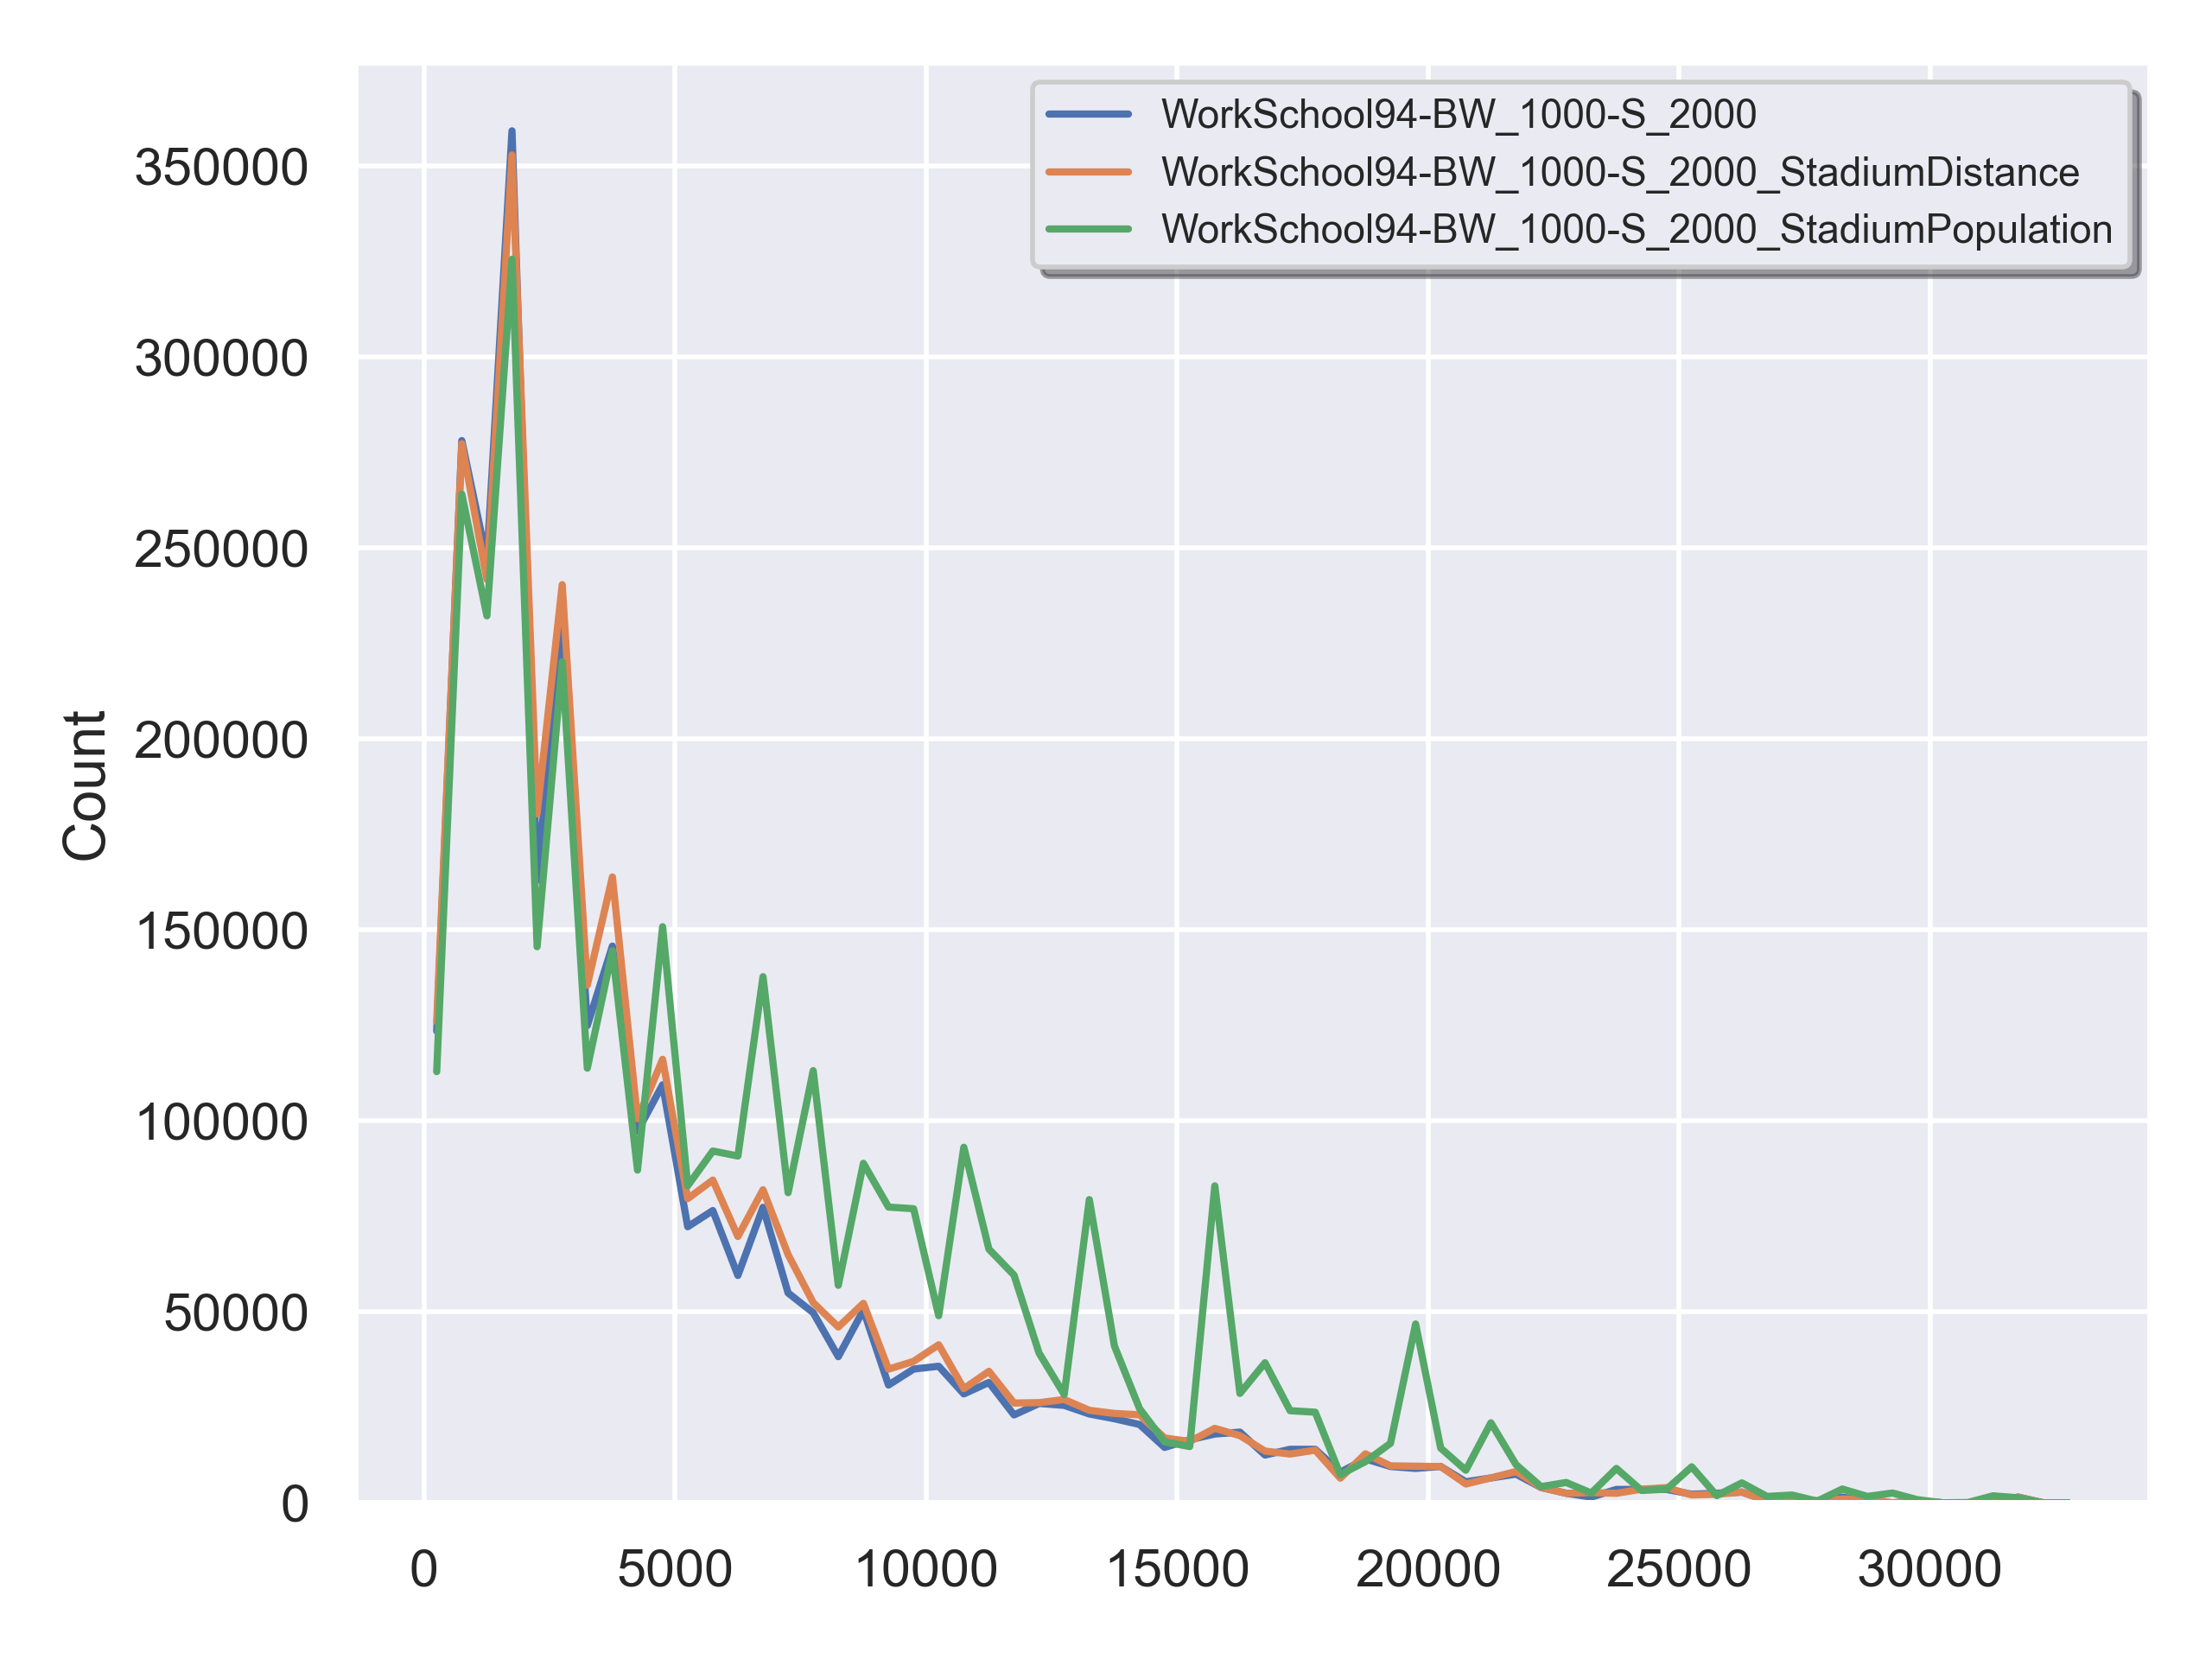 WorkSchool94-BW_1000-S_2000
WorkSchool94-BW_1000-S_2000_StadiumDistance
WorkSchool94-BW_1000-S_2000_StadiumPopulation
350000
300000
250000
200000
150000
100000
50000
0
Count
0 5000 10000 15000 20000 25000 30000